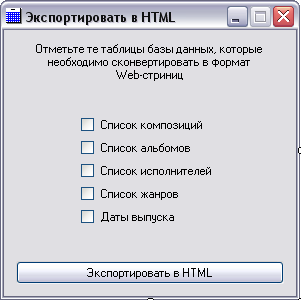 Экспортировать в HTML
Отметьте те таблицы базы данных, которые
необходимо сконвертировать в формат
Web-стриниц
Список композиций
Список альбомов
Список исполнителей
Список жанров
Даты выпуска
Экспортировать в HTML